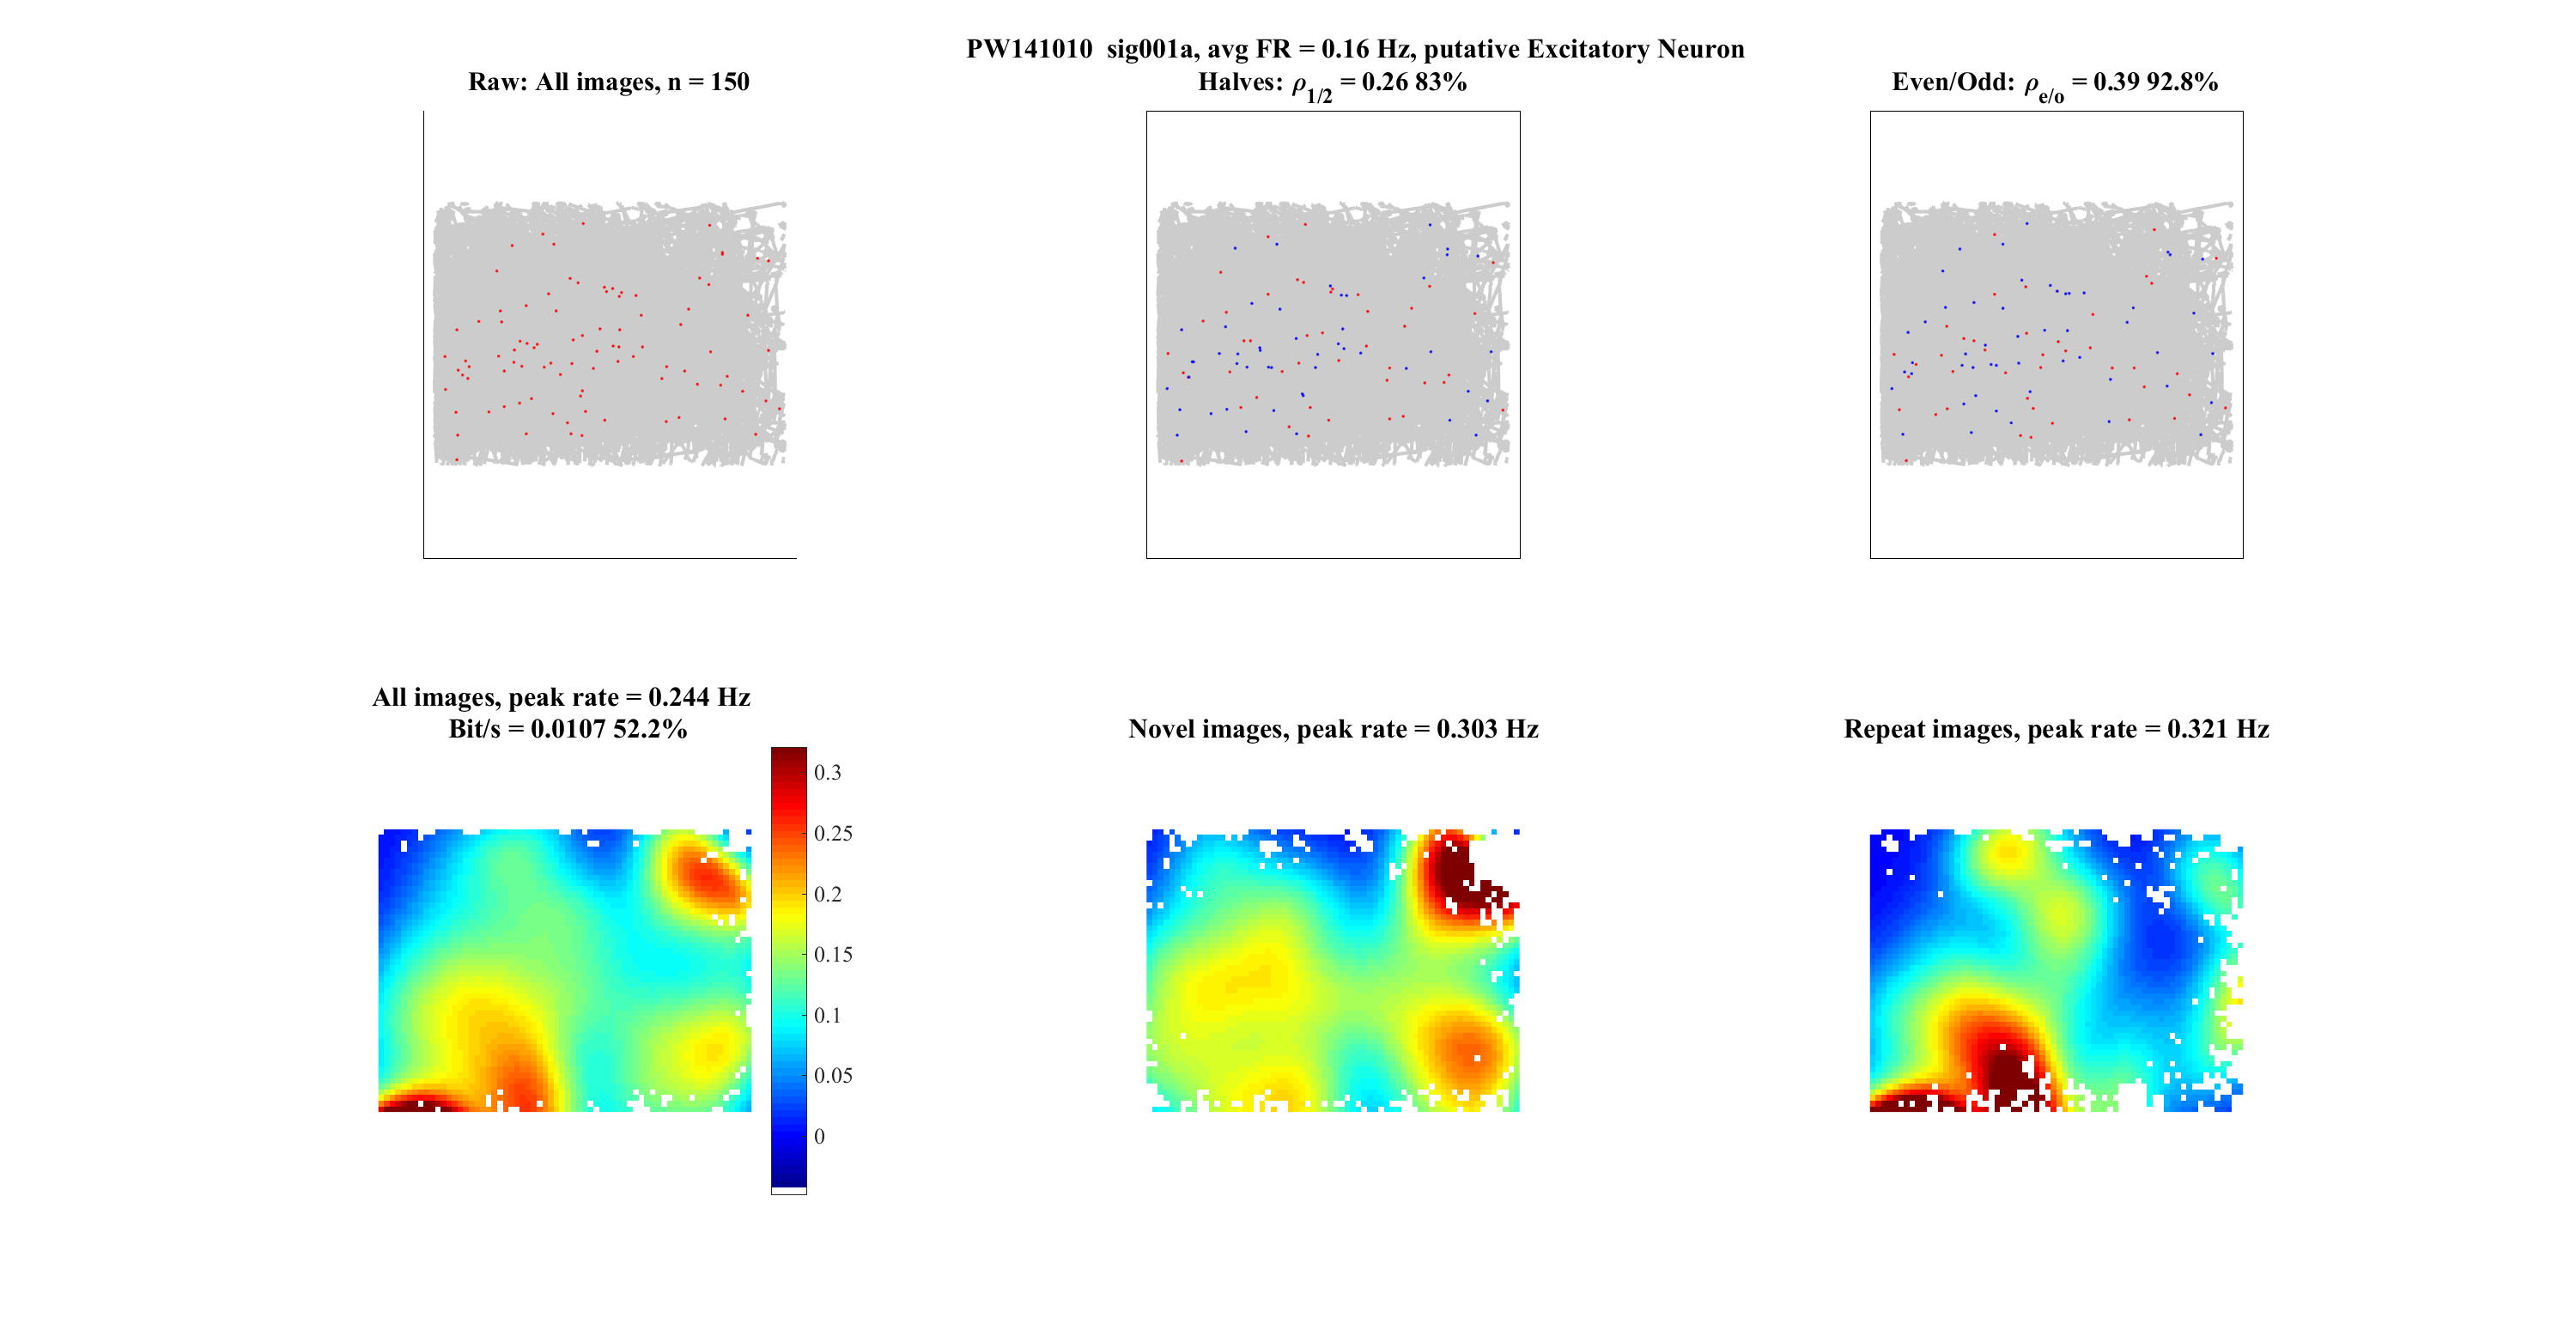 PW141010 sig001a, avg FR = 0.16 Hz, putative Excitatory Neuron
Raw: All images, n = 150
Halves: ρ1/2 = 0.26 83%
Even/Odd: ρe/o = 0.39 92.8%
All images, peak rate = 0.244 Hz
Bit/s = 0.0107 52.2%
Novel images, peak rate = 0.303 Hz
Repeat images, peak rate = 0.321 Hz
0.3
0.25
0.2
0.15
0.1
0.05
0